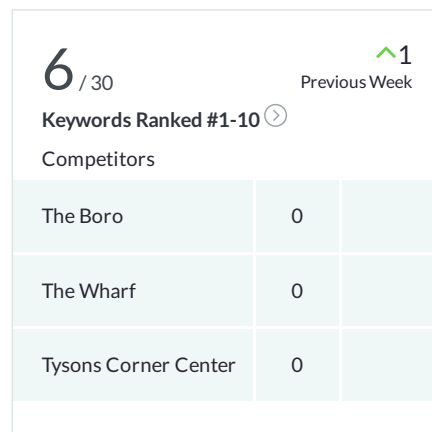 6 / 30
1
Previous Week
Keywords Ranked #1-10
Competitors
The Boro 0
The Wharf 0
Tysons Corner Center 0